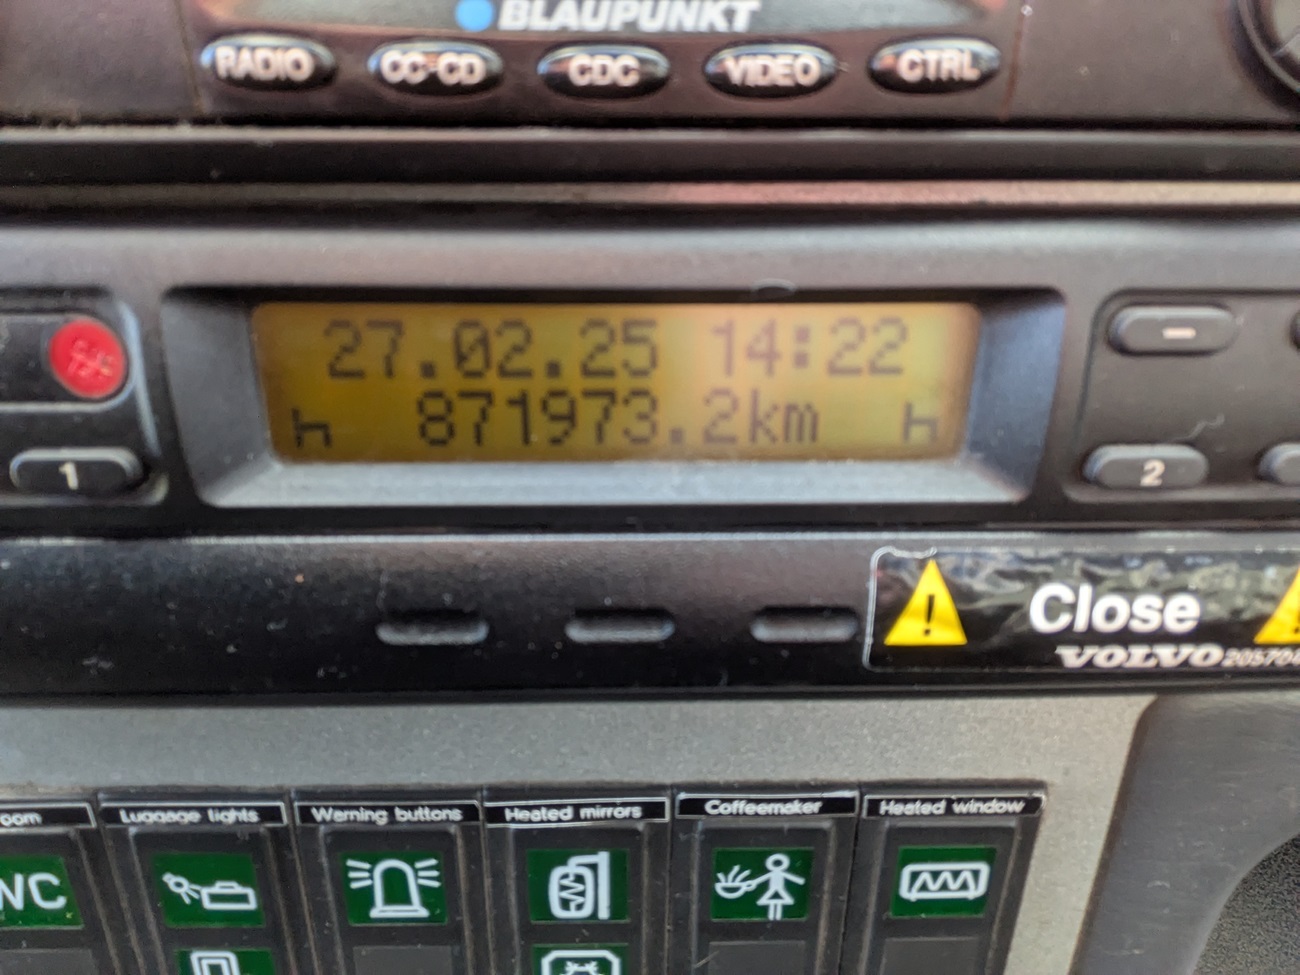 BLAUPUNKT
RADIO CC-CD CDC VIDEO CTRL
27.02.25 14:22
h 871973.2km h
1
2
Close
VOLVO
Luggage lights Warning buttons Heated mirrors Coffeemaker Heated window
WC